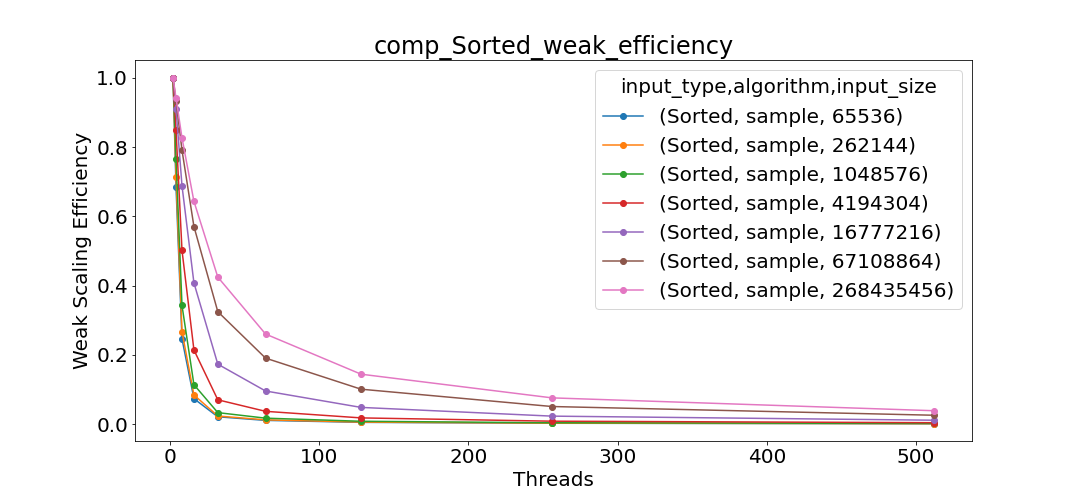 comp_Sorted_weak_efficiency
input_type,algorithm,input_size
(Sorted, sample, 65536)
(Sorted, sample, 262144)
(Sorted, sample, 1048576)
(Sorted, sample, 4194304)
(Sorted, sample, 16777216)
(Sorted, sample, 67108864)
(Sorted, sample, 268435456)
Weak Scaling Efficiency
1.0
0.8
0.6
0.4
0.2
0.0
0 100 200 300 400 500
Threads